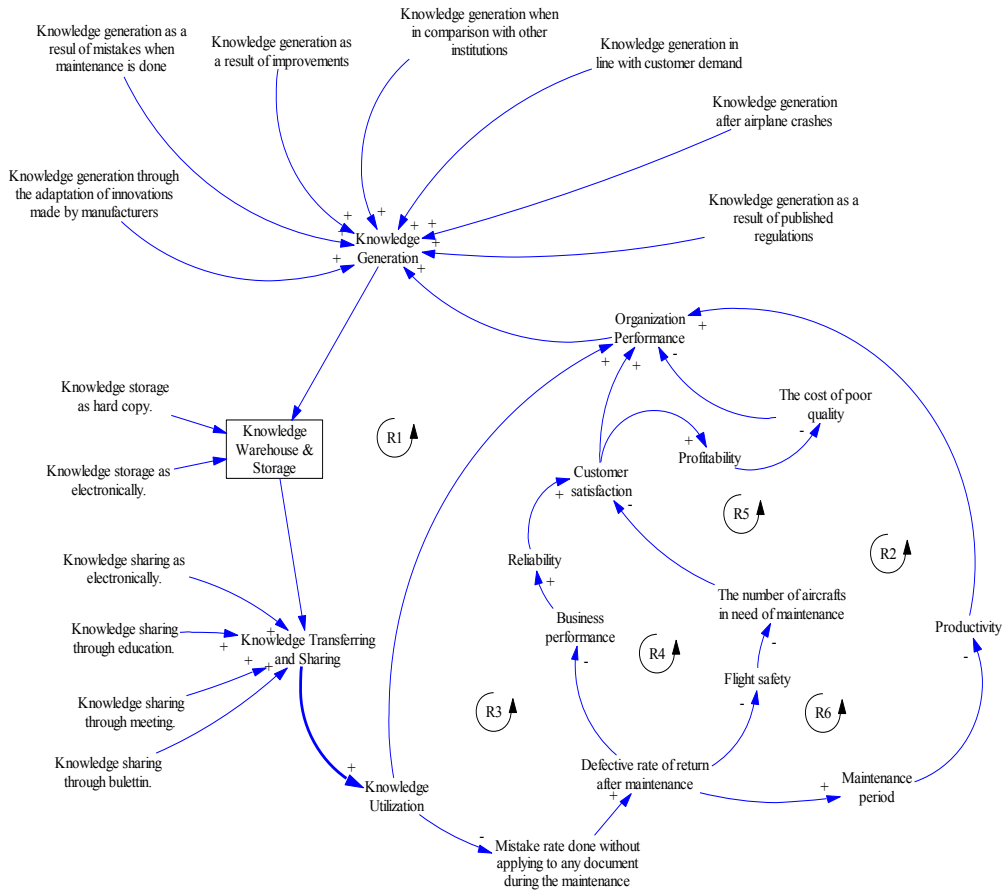 Knowledge generation as a
resul of mistakes when
maintenance is done
Knowledge generation as
a result of improvements
Knowledge generation when
in comparison with other
institutions
Knowledge generation in
line with customer demand
Knowledge generation
after airplane crashes
Knowledge generation through
the adaptation of innovations
made by manufacturers
Knowledge generation as a
result of published
regulations
+
+
+
+
+
+
+
+
Knowledge
Generation
Organization
Performance
+
+
+
-
Knowledge storage
as hard copy.
The cost of poor
quality
-
Knowledge
Warehouse &
Storage
R1
+
Profitability
Knowledge storage as
electronically.
Customer
satisfaction
+
-
R5
R2
Knowledge sharing as
electronically.
Reliability
+
The number of aircrafts
in need of maintenance
-
Knowledge sharing
through education.
+
+
+
+
Knowledge Transferring
and Sharing
Business
performance
-
R4
Productivity
-
Flight safety
-
Knowledge sharing
through meeting.
R3
R6
Knowledge sharing
through bulettin.
+
Knowledge
Utilization
Defective rate of return
after maintenance
+
+
Maintenance
period
-
Mistake rate done without
applying to any document
during the maintenance